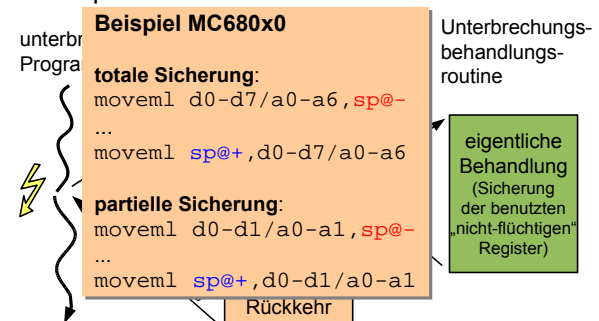 Beispiel MC680x0
totale Sicherung:
moveml d0-d7/a0-a6,sp@-
...
moveml sp@+,d0-d7/a0-a6
partielle Sicherung:
moveml d0-d1/a0-a1,sp@-
...
moveml sp@+,d0-d1/a0-a1
Rückkehr
Unterbrechungs-
behandlungs-
routine
eigentliche
Behandlung
(Sicherung
der benutzten
„nicht-flüchtigen“
Register)